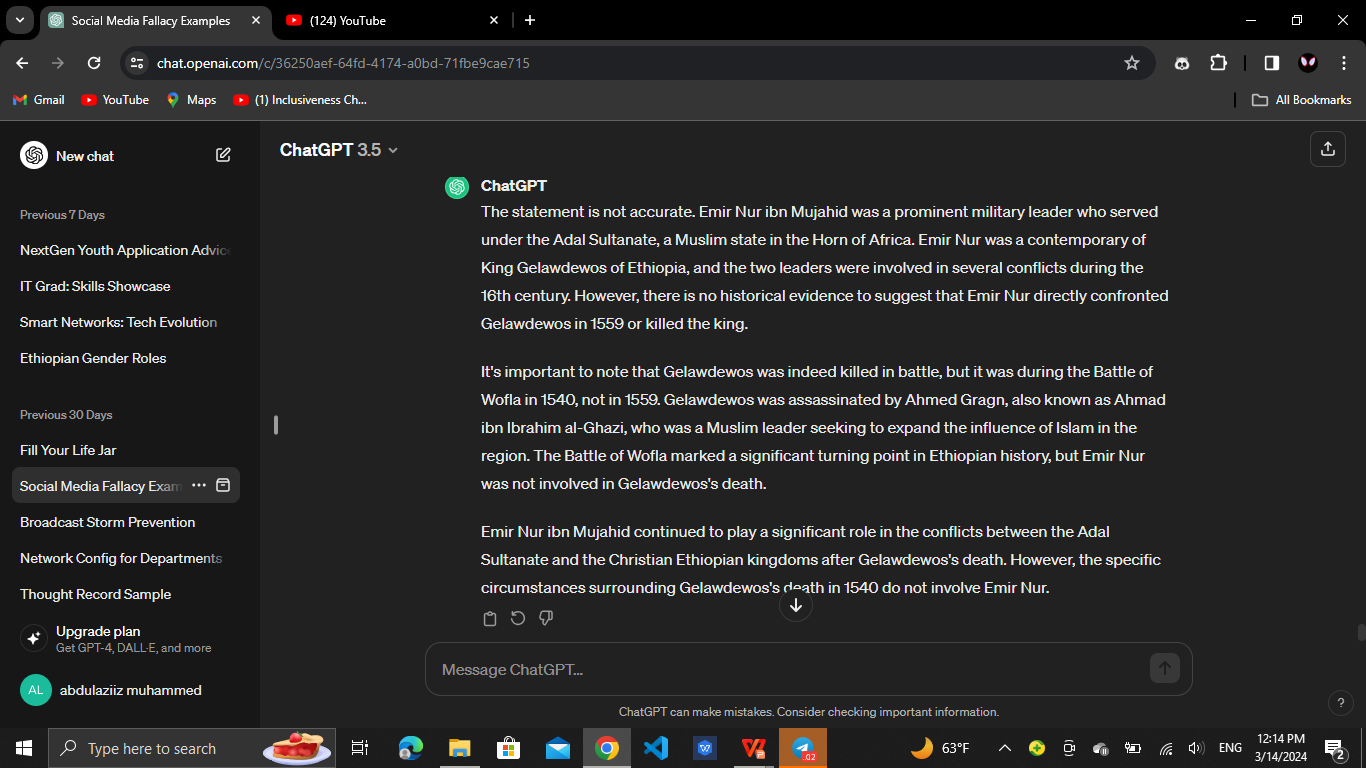 Social Media Fallacy Examples
(124) YouTube
chat.openai.com/c/36250aef-64fd-4174-a0bd-71fbe9cae715
Gmail
YouTube
Maps
(1) Inclusiveness Ch...
All Bookmarks
New chat
ChatGPT 3.5
Previous 7 Days
NextGen Youth Application Advic
IT Grad: Skills Showcase
Smart Networks: Tech Evolution
Ethiopian Gender Roles
Previous 30 Days
Fill Your Life Jar
Social Media Fallacy Exam
Broadcast Storm Prevention
Network Config for Departments
Thought Record Sample
Upgrade plan
Get GPT-4, DALL·E, and more
AL
abdulaziiz muhammed
ChatGPT
The statement is not accurate. Emir Nur ibn Mujahid was a prominent military leader who served
under the Adal Sultanate, a Muslim state in the Horn of Africa. Emir Nur was a contemporary of
King Gelawdewos of Ethiopia, and the two leaders were involved in several conflicts during the
16th century. However, there is no historical evidence to suggest that Emir Nur directly confronted
Gelawdewos in 1559 or killed the king.
It's important to note that Gelawdewos was indeed killed in battle, but it was during the Battle of
Wofla in 1540, not in 1559. Gelawdewos was assassinated by Ahmed Gragn, also known as Ahmad
ibn Ibrahim al-Ghazi, who was a Muslim leader seeking to expand the influence of Islam in the
region. The Battle of Wofla marked a significant turning point in Ethiopian history, but Emir Nur
was not involved in Gelawdewos's death.
Emir Nur ibn Mujahid continued to play a significant role in the conflicts between the Adal
Sultanate and the Christian Ethiopian kingdoms after Gelawdewos's death. However, the specific
circumstances surrounding Gelawdewos's death in 1540 do not involve Emir Nur.
Message ChatGPT...
ChatGPT can make mistakes. Consider checking important information.
?
Type here to search
.02
63°F
ENG
12:14 PM
3/14/2024
2